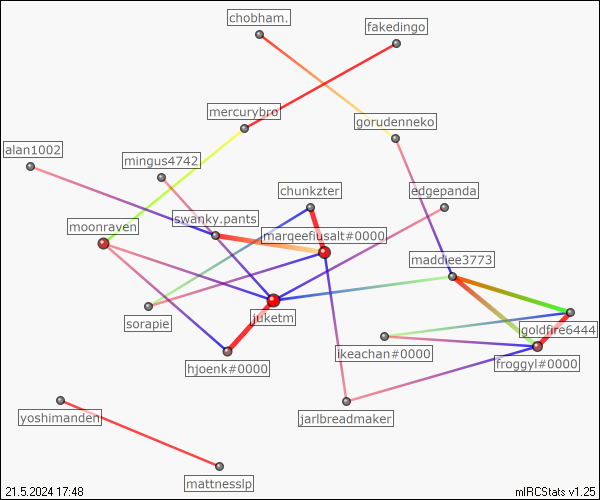 chobham.
fakedingo
mercurybro
gorudenneko
alan1002
mingus4742
chunkzter
edgepanda
moonraven
swanky.pants
marqeefiusalt#0000
maddiee3773
sorapie
juketm
goldfire6444
ikeachan#0000
froggyl#0000
hjoenk#0000
yoshimanden
jarlbreadmaker
mattnesslp
21.5.2024 17:48
mIRCStats v1.25